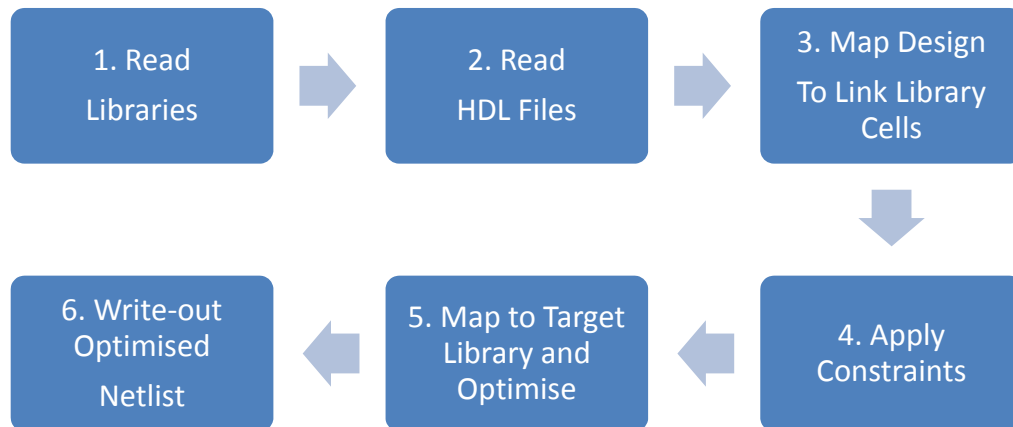 1. Read
Libraries
2. Read
HDL Files
3. Map Design
To Link Library
Cells
4. Apply
Constraints
5. Map to Target
Library and
Optimise
6. Write-out
Optimised
Netlist